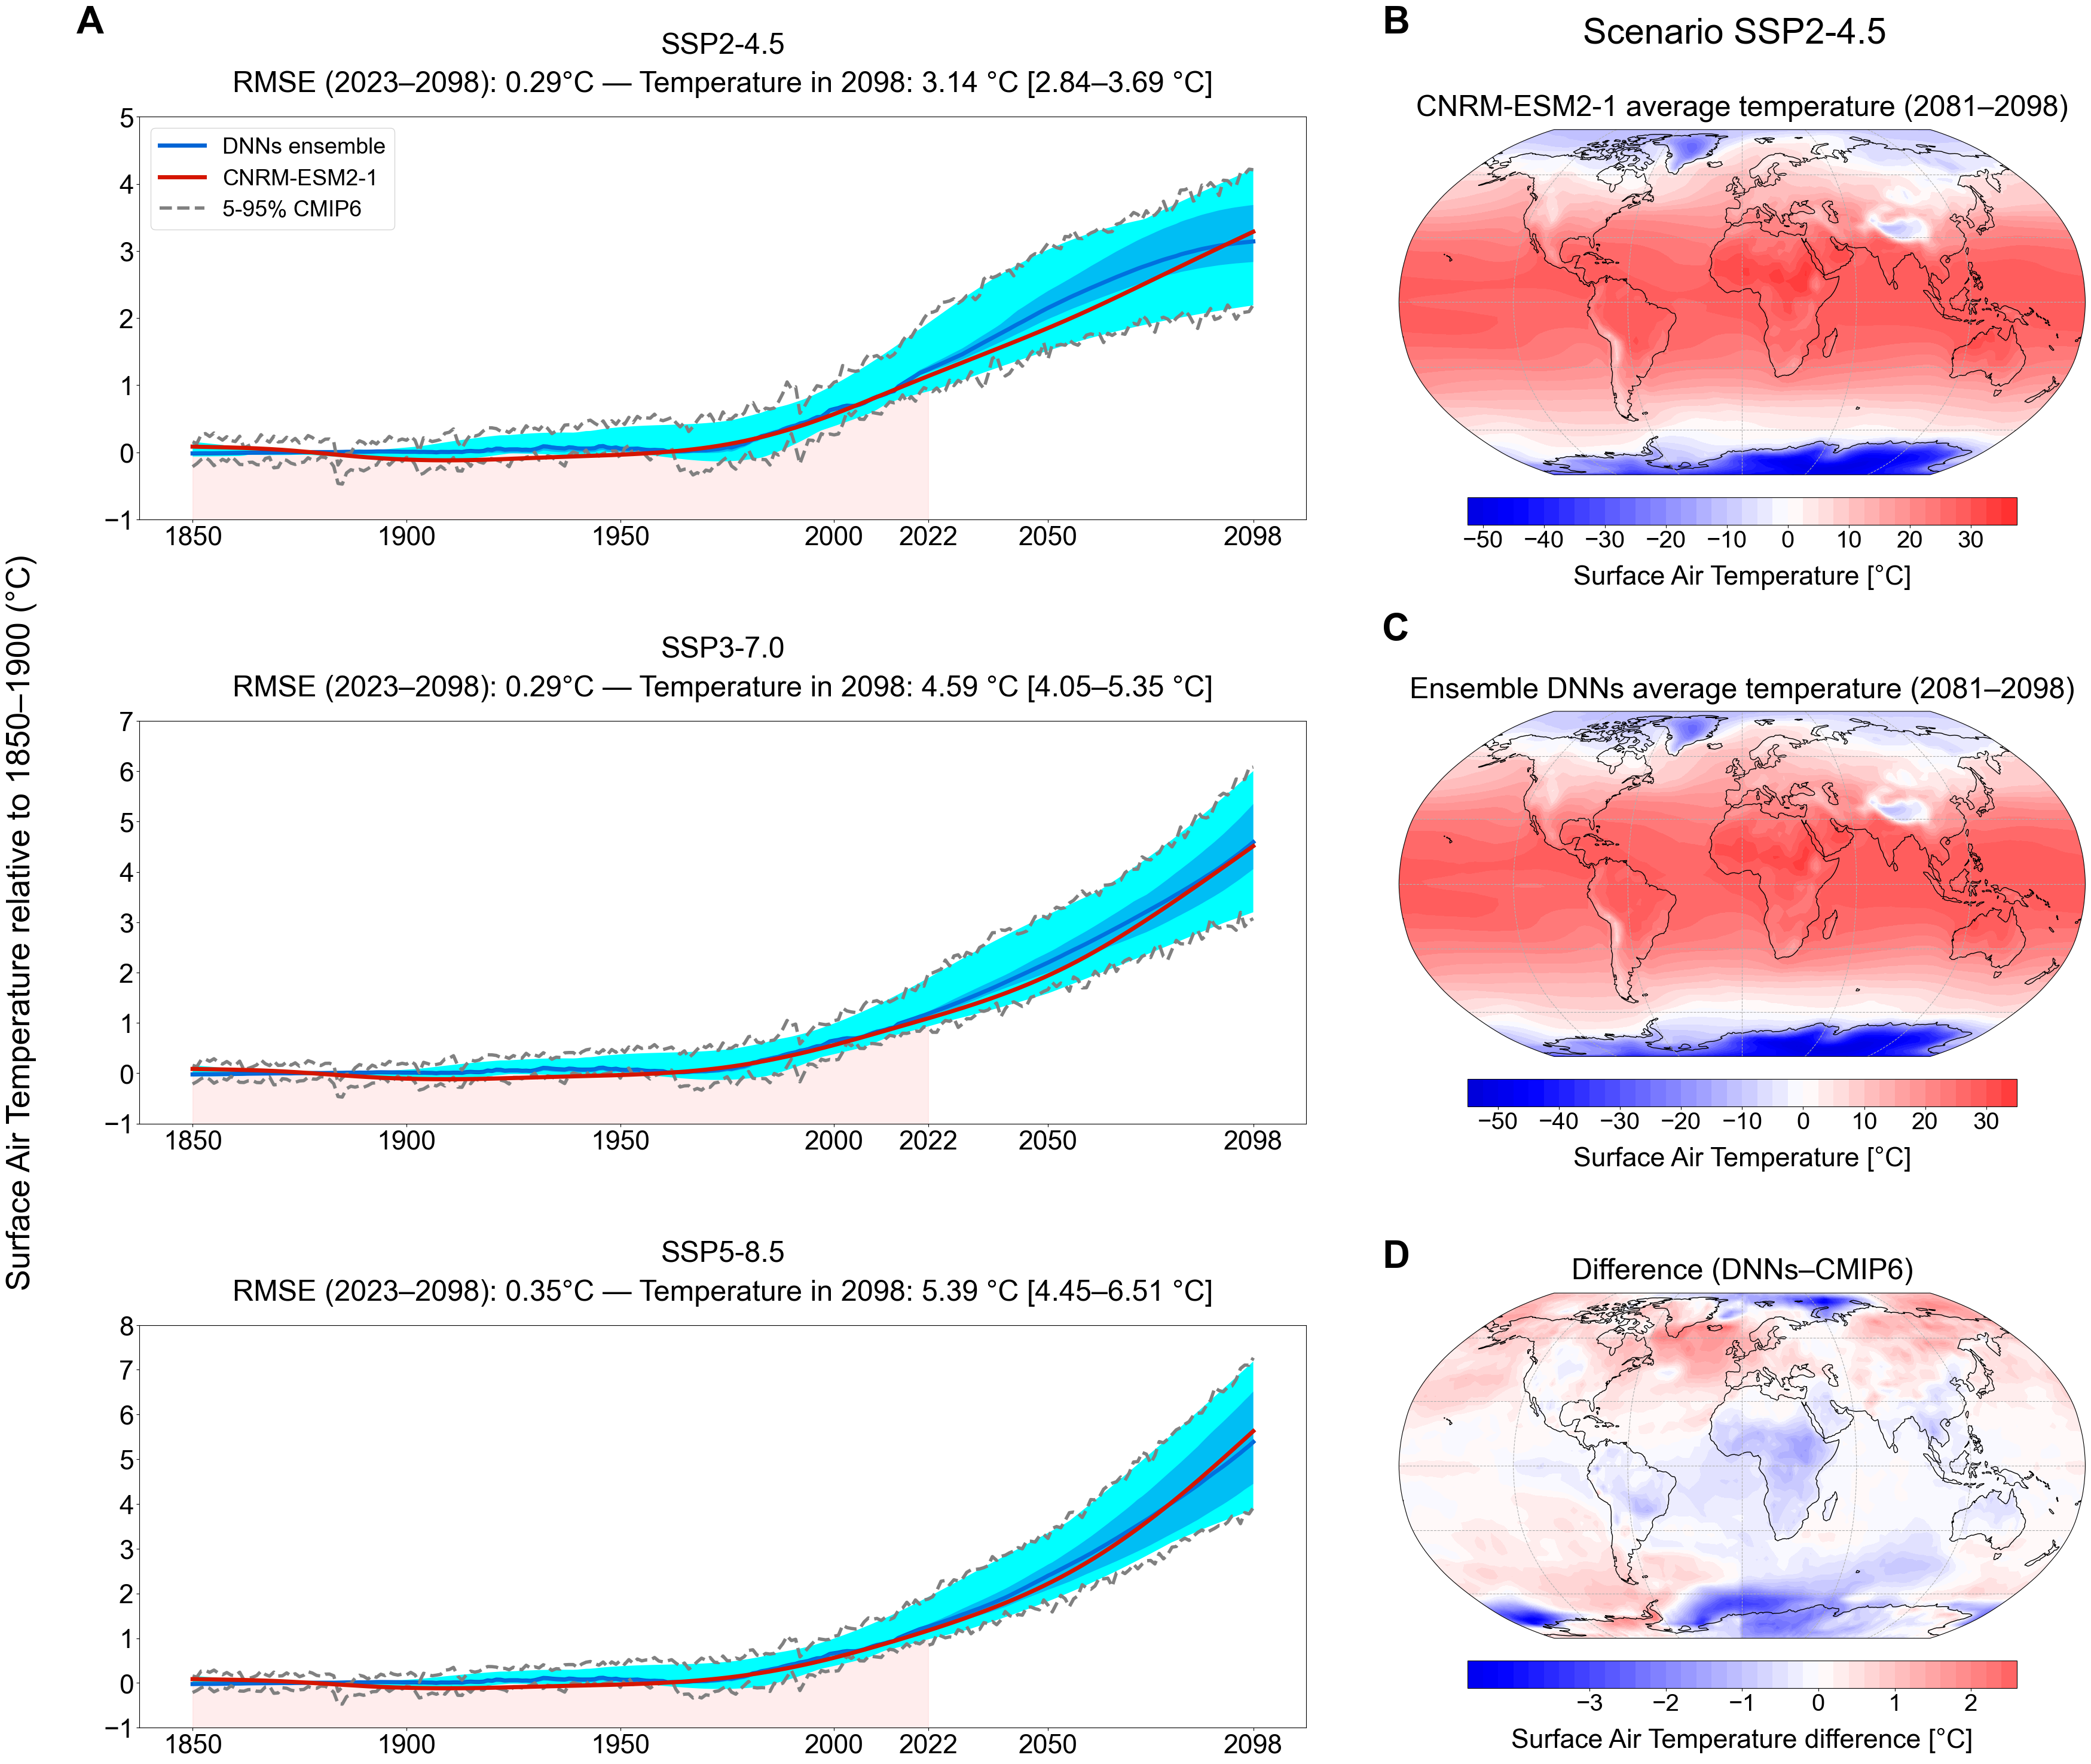 A
SSP2-4.5
RMSE (2023–2098): 0.29°C — Temperature in 2098: 3.14 °C [2.84–3.69 °C]
5
4
3
2
1
0
−1
DNNs ensemble
CNRM-ESM2-1
5-95% CMIP6
1850 1900 1950 2000 2022 2050 2098
Surface Air Temperature relative to 1850–1900 (°C)
SSP3-7.0
RMSE (2023–2098): 0.29°C — Temperature in 2098: 4.59 °C [4.05–5.35 °C]
7
6
5
4
3
2
1
0
−1
1850 1900 1950 2000 2022 2050 2098
SSP5-8.5
RMSE (2023–2098): 0.35°C — Temperature in 2098: 5.39 °C [4.45–6.51 °C]
8
7
6
5
4
3
2
1
0
−1
1850 1900 1950 2000 2022 2050 2098
B
Scenario SSP2-4.5
CNRM-ESM2-1 average temperature (2081–2098)
−50 −40 −30 −20 −10 0 10 20 30
Surface Air Temperature [°C]
C
Ensemble DNNs average temperature (2081–2098)
−50 −40 −30 −20 −10 0 10 20 30
Surface Air Temperature [°C]
D
Difference (DNNs–CMIP6)
−3 −2 −1 0 1 2
Surface Air Temperature difference [°C]